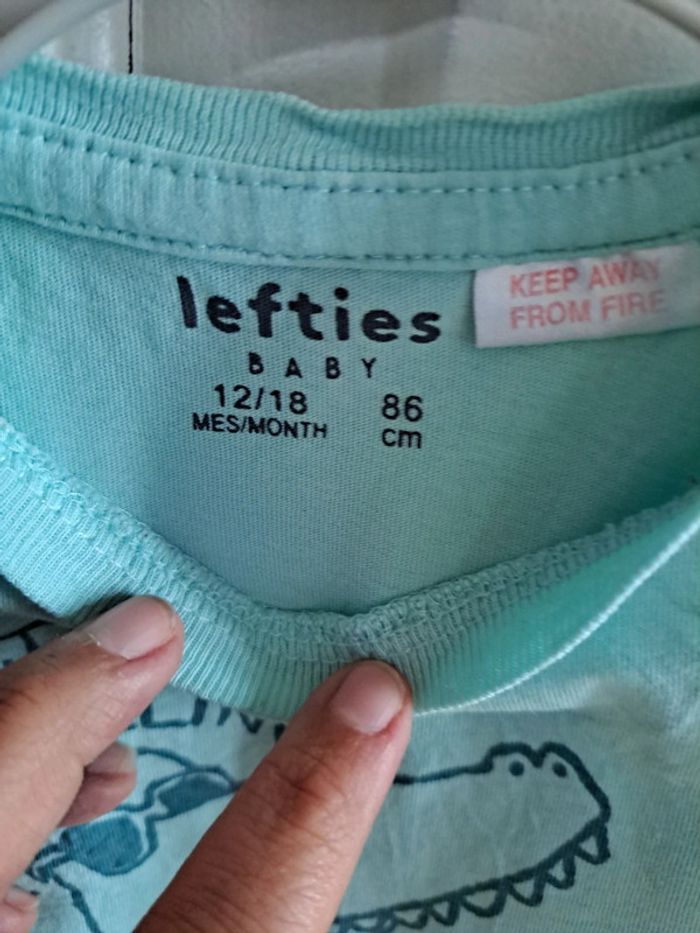 lefties
BABY
12/18 86
MES/MONTH cm
KEEP AWAY
FROM FIRE